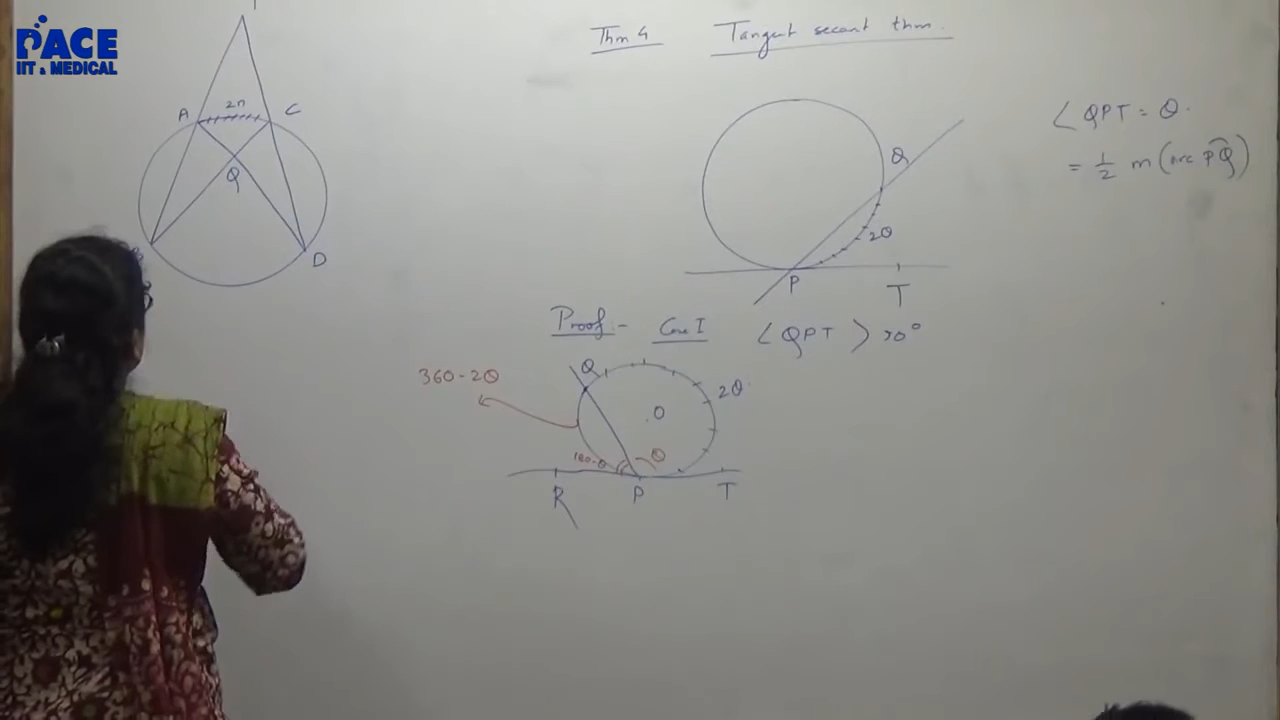 PACE
IIT & MEDICAL
A
2n
C
Q
D
Thm 4
Tangent secant thm.
∠QPT = θ.
= 1/2 m(arc PQ)
Q
2θ
P
T
Proof:- Case I ∠QPT > 90°
360-2θ
Q
2θ
O
180-θ
θ
R
P
T